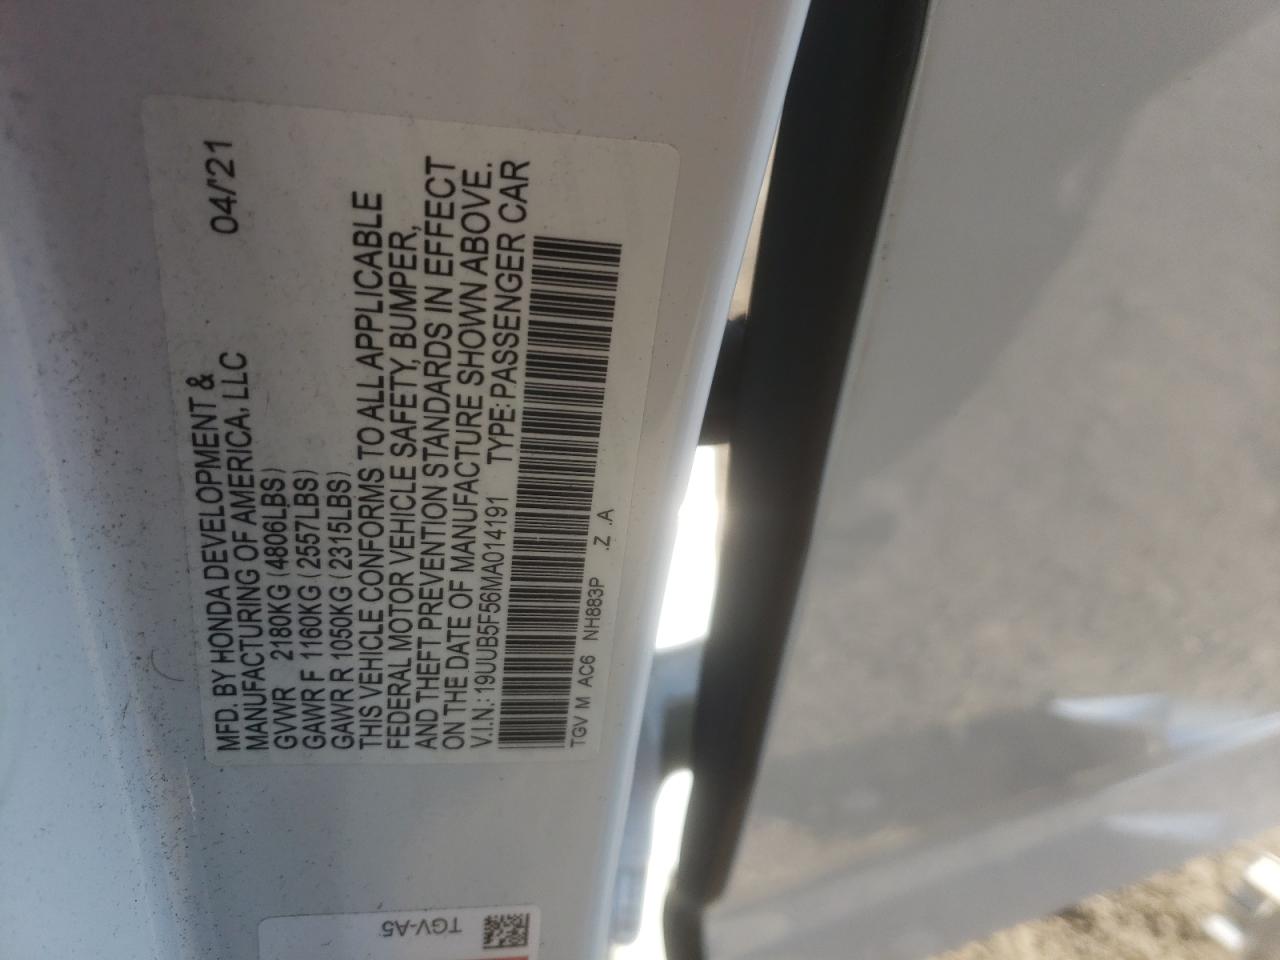 MFD. BY HONDA DEVELOPMENT &
MANUFACTURING OF AMERICA, LLC 04/'21
GVWR 2180KG (4806LBS)
GAWR F 1160KG (2557LBS)
GAWR R 1050KG (2315LBS)
THIS VEHICLE CONFORMS TO ALL APPLICABLE
FEDERAL MOTOR VEHICLE SAFETY, BUMPER,
AND THEFT PREVENTION STANDARDS IN EFFECT
ON THE DATE OF MANUFACTURE SHOWN ABOVE.
V.I.N.: 19UUB5F56MA014191 TYPE: PASSENGER CAR
TGV M AC6 NH883P .Z .A
TGV-A5